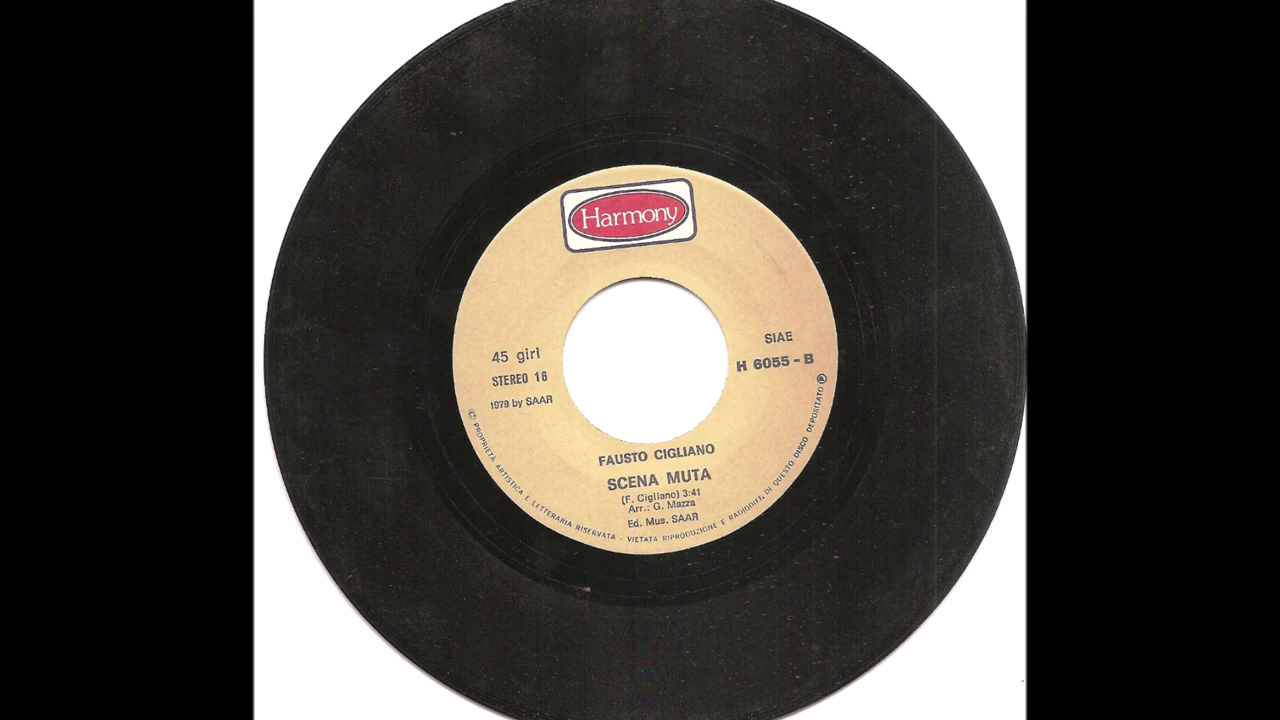 Harmony
45 giri
STEREO 16
1979 by SAAR
SIAE
H 6055 - B
FAUSTO CIGLIANO
SCENA MUTA
(F. Cigliano) 3:41
Arr.: G. Mazza
Ed. Mus. SAAR
© PROPRIETÀ ARTISTICA E LETTERARIA RISERVATA - VIETATA RIPRODUZIONE E RADIODIFF. DI QUESTO DISCO DEPOSITATO ℗